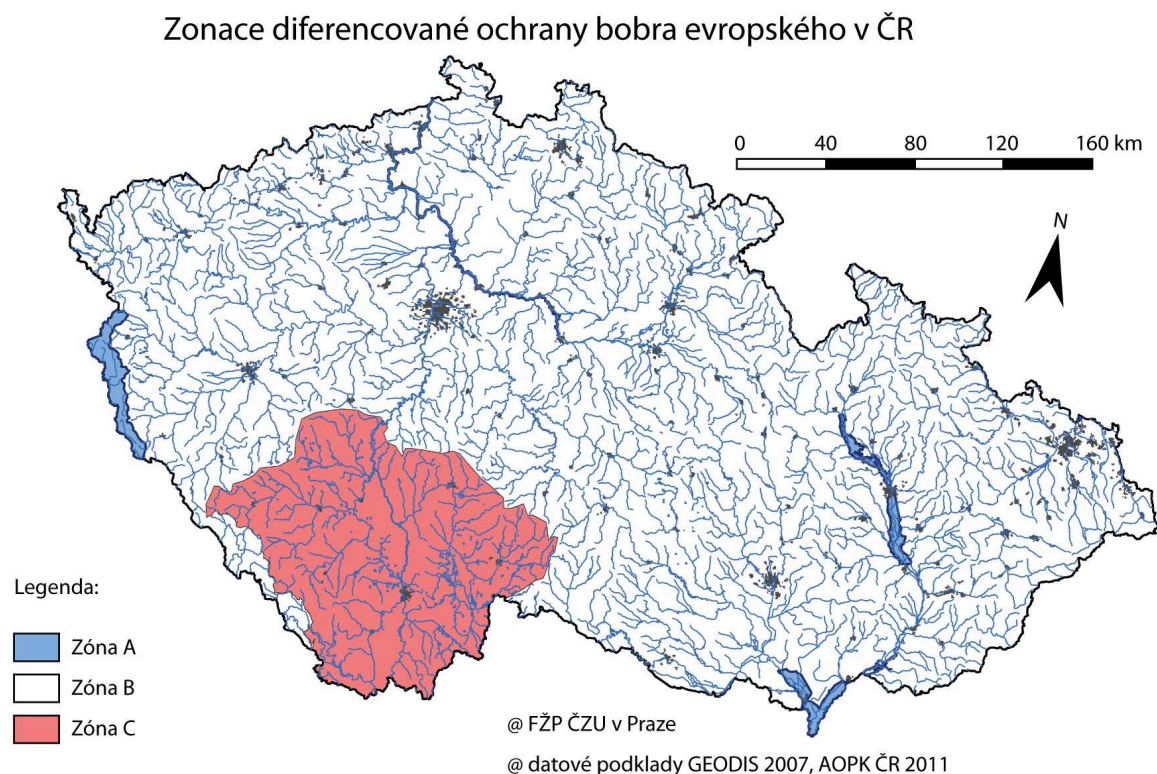 Zonace diferencované ochrany bobra evropského v ČR
0 40 80 120 160 km
N
Legenda:
Zóna A
Zóna B
Zóna C
@ FŽP ČZU v Praze
@ datové podklady GEODIS 2007, AOPK ČR 2011